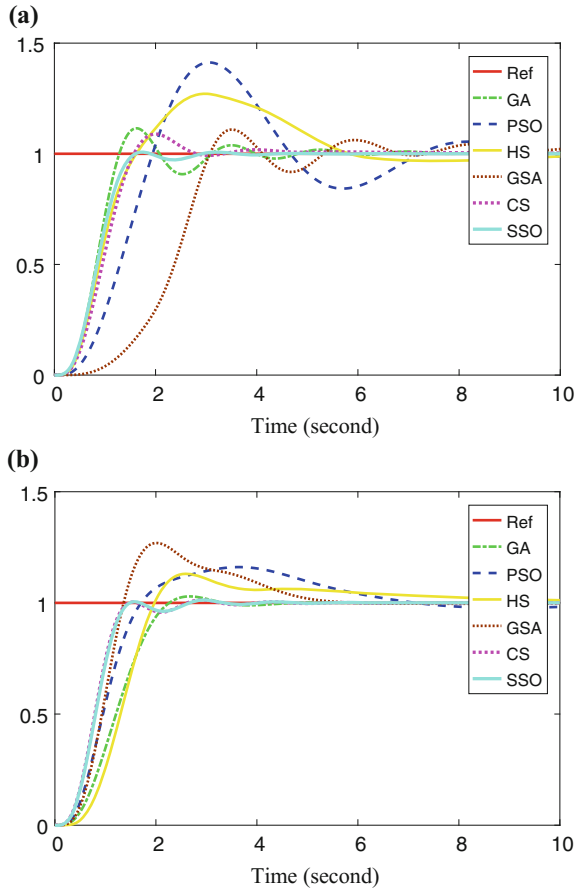 (a)
1.5
1
0.5
0
Ref
GA
PSO
HS
GSA
CS
SSO
0 2 4 6 8 10
Time (second)
(b)
1.5
1
0.5
0
Ref
GA
PSO
HS
GSA
CS
SSO
0 2 4 6 8 10
Time (second)